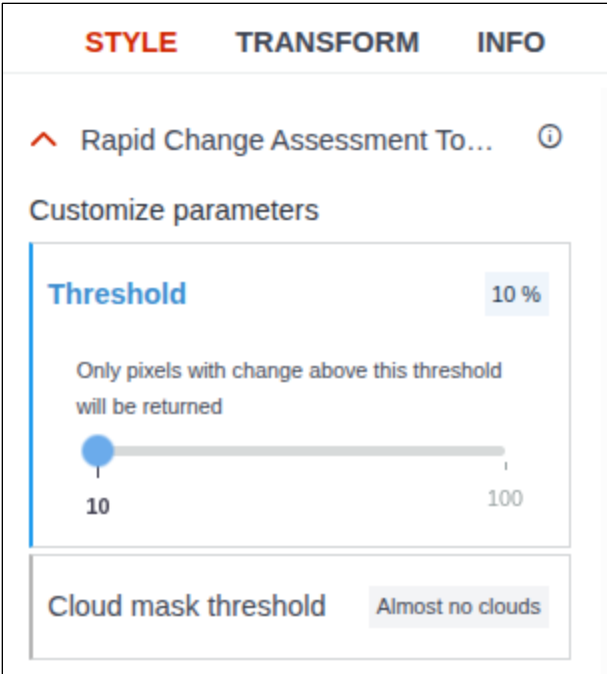 STYLE TRANSFORM INFO
Rapid Change Assessment To...
Customize parameters
Threshold 10 %
Only pixels with change above this threshold
will be returned
10 100
Cloud mask threshold Almost no clouds